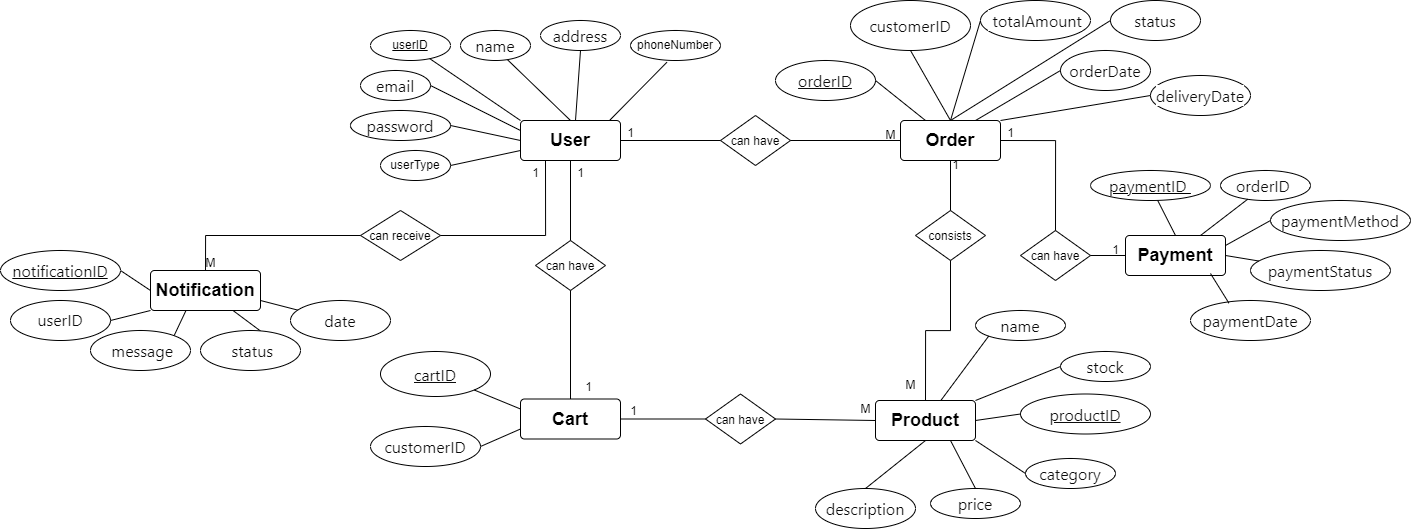 customerID
totalAmount
status
userID
name
address
phoneNumber
orderID
orderDate
email
deliveryDate
password
User
1
can have
M
Order
1
userType
1
1
1
paymentID
orderID
paymentMethod
can receive
consists
M
can have
1
Payment
can have
notificationID
Notification
paymentStatus
userID
date
paymentDate
message
status
name
cartID
1
M
stock
Cart
1
can have
M
Product
productID
customerID
category
description
price